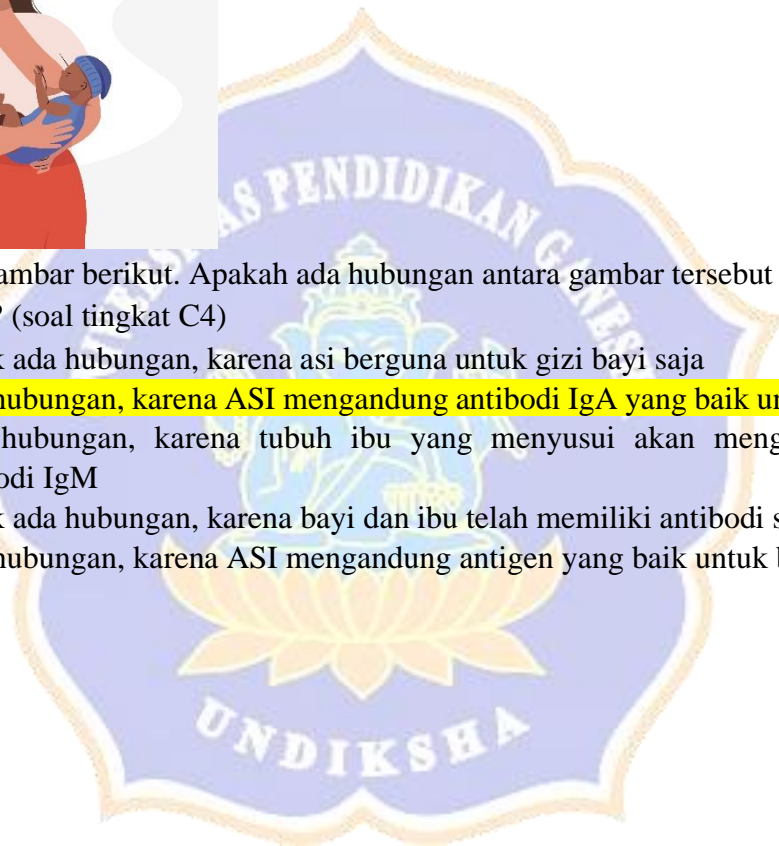 AS PENDIDIKAN GANES
ambar berikut. Apakah ada hubungan antara gambar tersebut
? (soal tingkat C4)
k ada hubungan, karena asi berguna untuk gizi bayi saja
hubungan, karena ASI mengandung antibodi IgA yang baik un
hubungan, karena tubuh ibu yang menyusui akan meng
odi IgM
k ada hubungan, karena bayi dan ibu telah memiliki antibodi s
hubungan, karena ASI mengandung antigen yang baik untuk b
UNDIKSHA